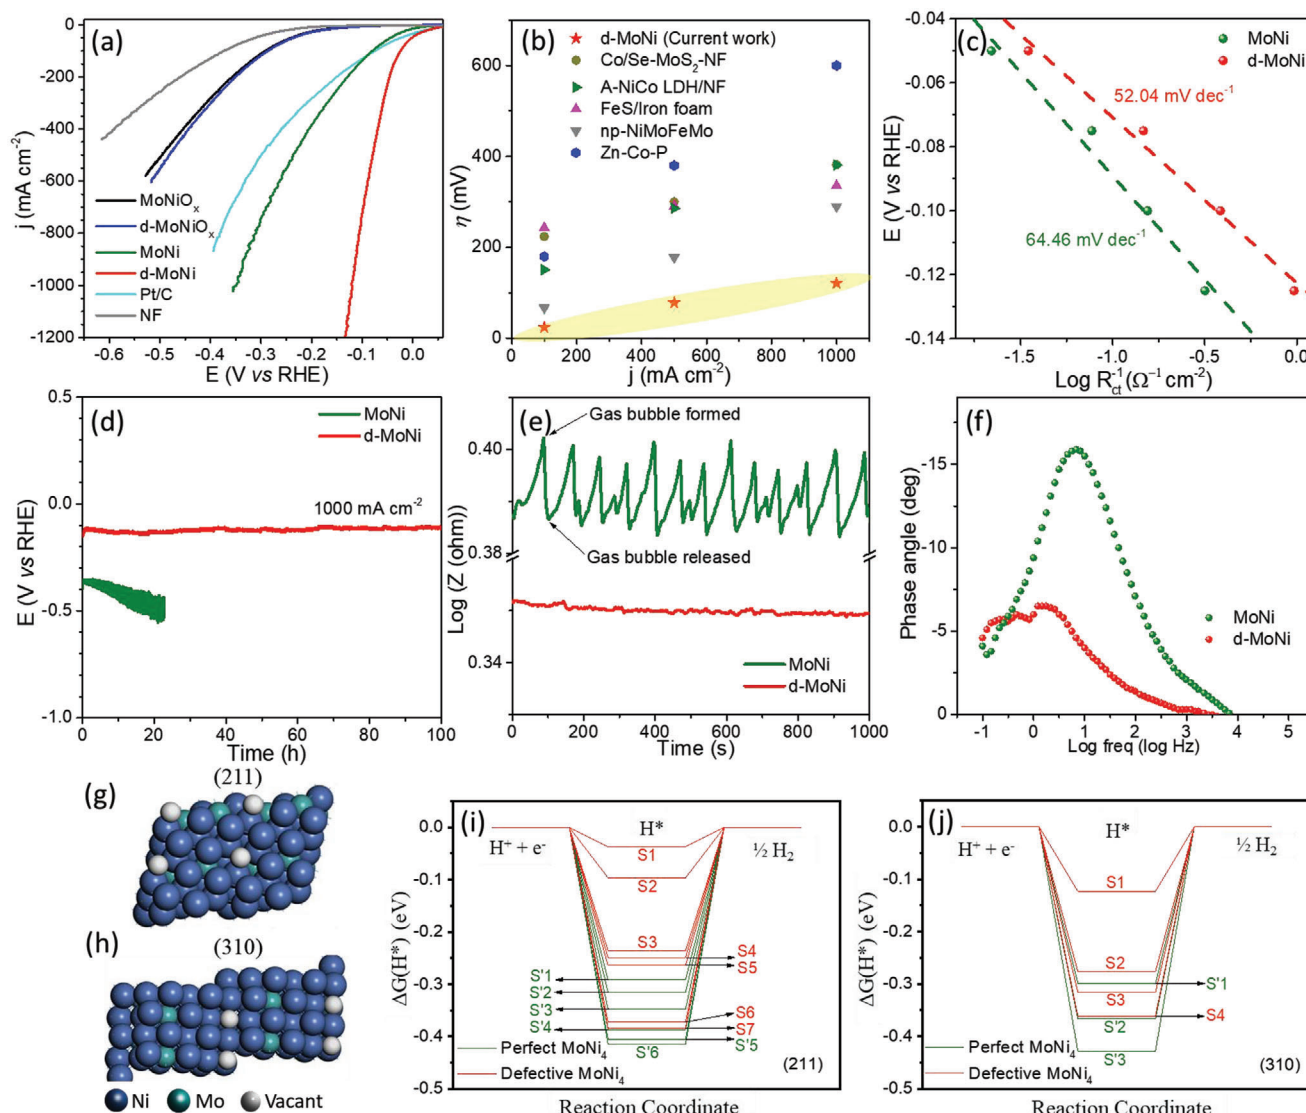 (a)
0
-200
-400
-600
-800
-1000
-1200
j (mA cm⁻²)
MoNiOₓ
d-MoNiOₓ
MoNi
d-MoNi
Pt/C
NF
-0.6 -0.5 -0.4 -0.3 -0.2 -0.1 0.0
E (V vs RHE)
(b)
600
400
200
0
η (mV)
d-MoNi (Current work)
Co/Se-MoS₂-NF
A-NiCo LDH/NF
FeS/Iron foam
np-NiMoFeMo
Zn-Co-P
0 200 400 600 800 1000
j (mA cm⁻²)
(c)
-0.04
-0.06
-0.08
-0.10
-0.12
-0.14
E (V vs RHE)
MoNi
d-MoNi
52.04 mV dec⁻¹
64.46 mV dec⁻¹
-1.5 -1.0 -0.5 0.0
Log R⁻¹ct (Ω⁻¹ cm⁻²)
(d)
0.5
0.0
-0.5
-1.0
E (V vs RHE)
MoNi
d-MoNi
1000 mA cm⁻²
0 20 40 60 80 100
Time (h)
(e)
0.40
0.38
0.34
Log (Z (ohm))
Gas bubble formed
Gas bubble released
MoNi
d-MoNi
0 200 400 600 800 1000
Time (s)
(f)
-15
-10
-5
0
Phase angle (deg)
MoNi
d-MoNi
-1 0 1 2 3 4 5
Log freq (log Hz)
(g)
(211)
(h)
(310)
Ni Mo Vacant
(i)
0.0
-0.1
-0.2
-0.3
-0.4
-0.5
ΔG(H*) (eV)
H*
H⁺ + e⁻
½ H₂
S1
S2
S3
S4
S5
S'1
S'2
S'3
S6
S'4
S7
S'5
S'6
Perfect MoNi₄
Defective MoNi₄
(211)
Reaction Coordinate
(j)
0.0
-0.1
-0.2
-0.3
-0.4
-0.5
ΔG(H*) (eV)
H*
H⁺ + e⁻
½ H₂
S1
S2
S'1
S3
S4
S'2
S'3
Perfect MoNi₄
Defective MoNi₄
(310)
Reaction Coordinate